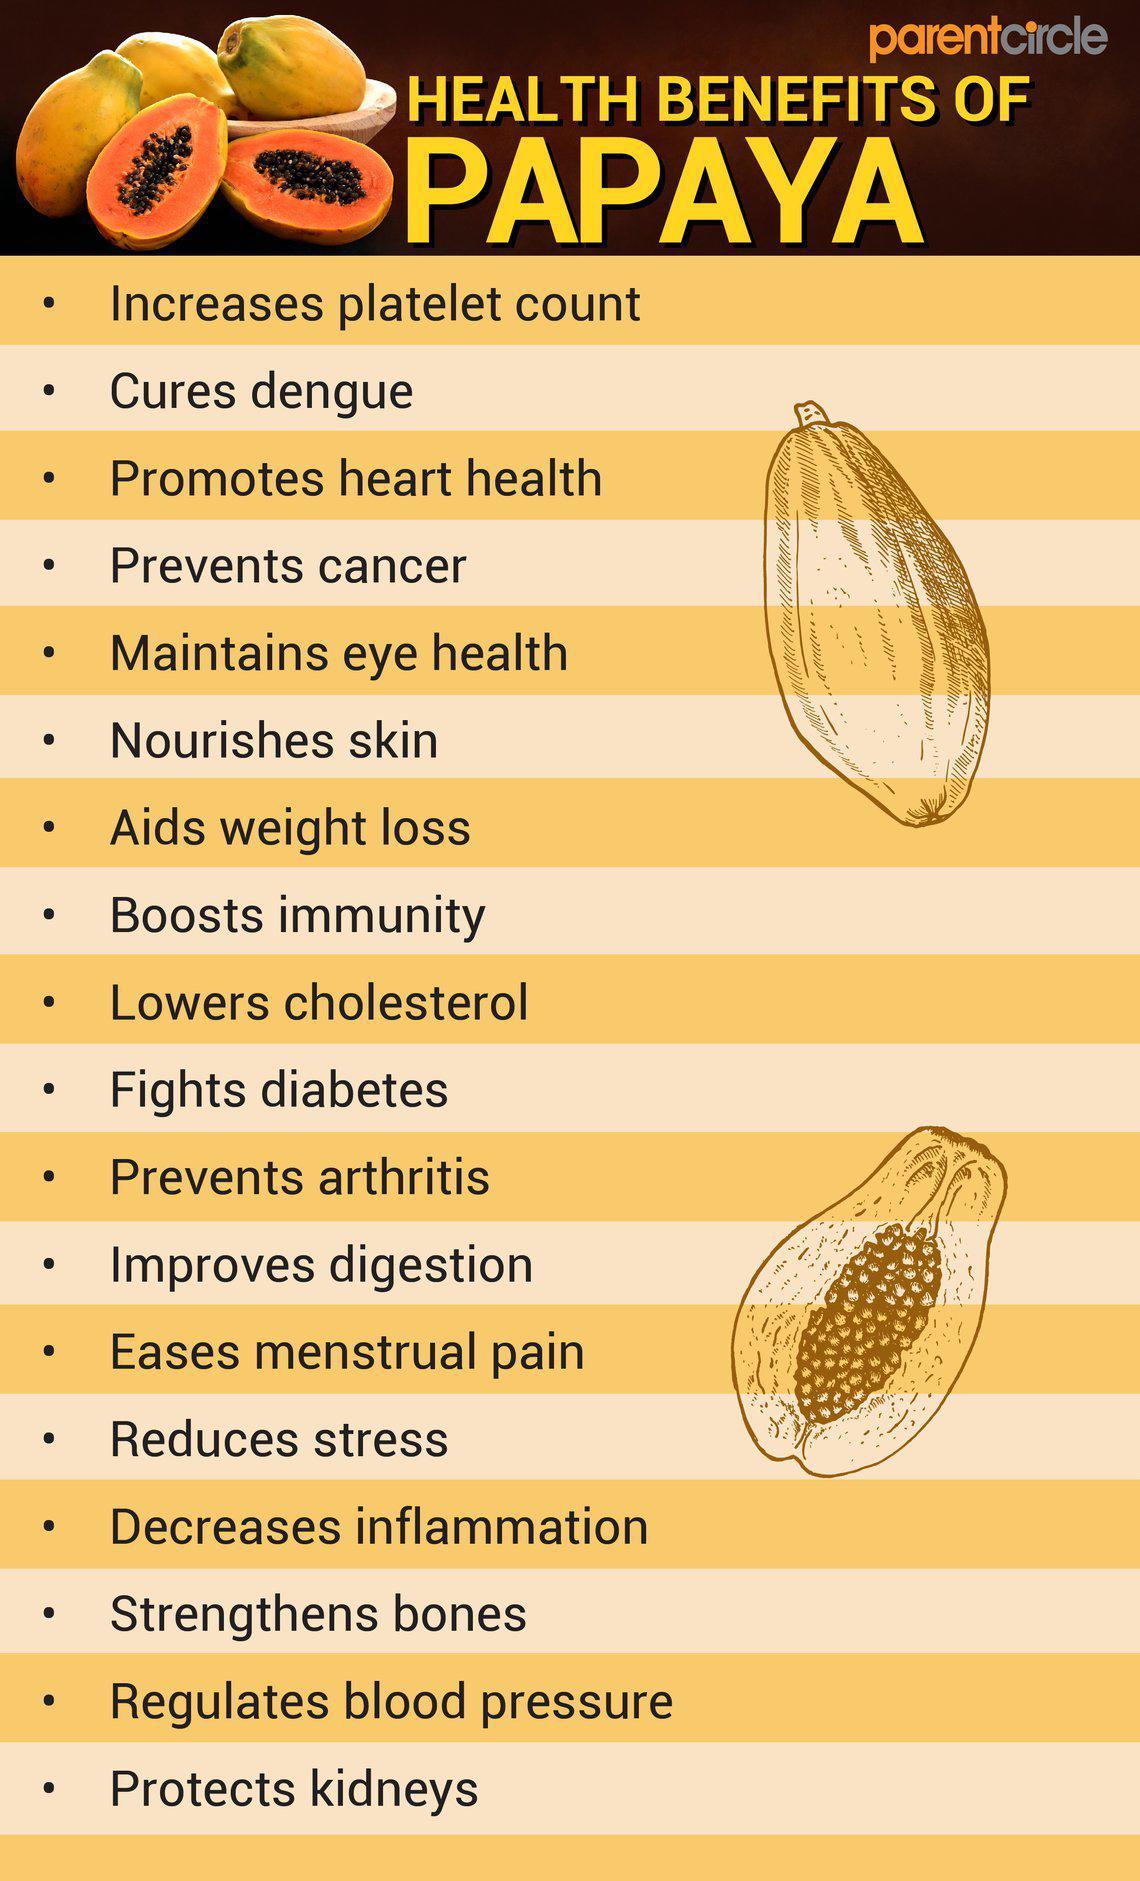 parentcircle
HEALTH BENEFITS OF
PAPAYA
• Increases platelet count
• Cures dengue
• Promotes heart health
• Prevents cancer
• Maintains eye health
• Nourishes skin
• Aids weight loss
• Boosts immunity
• Lowers cholesterol
• Fights diabetes
• Prevents arthritis
• Improves digestion
• Eases menstrual pain
• Reduces stress
• Decreases inflammation
• Strengthens bones
• Regulates blood pressure
• Protects kidneys